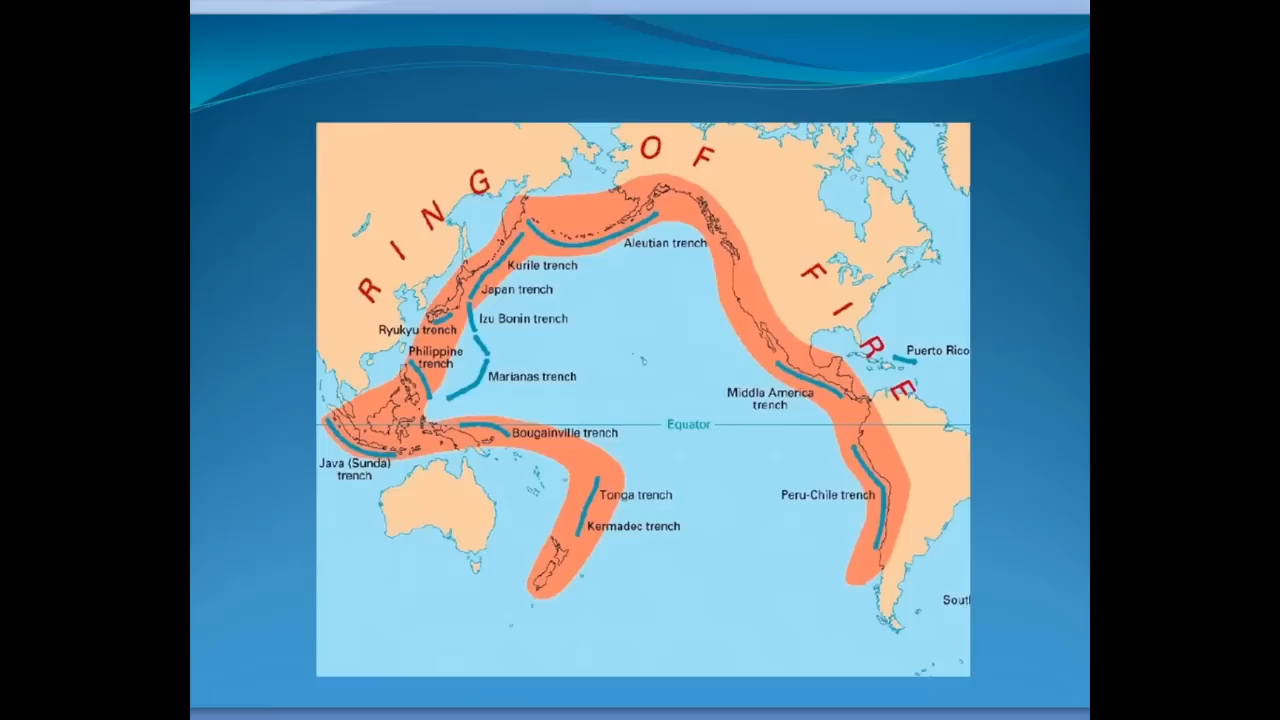 RING OF FIRE
Aleutian trench
Kurile trench
Japan trench
Izu Bonin trench
Ryukyu trench
Philippine
trench
Marianas trench
Puerto Rico
Middle America
trench
Equator
Bougainville trench
Java (Sunda)
trench
Tonga trench
Kermadec trench
Peru-Chile trench
Sout